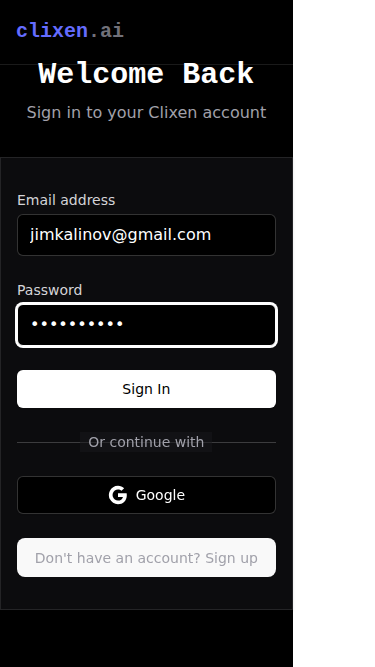 clixen.ai
Welcome Back
Sign in to your Clixen account
Email address
jimkalinov@gmail.com
Password
••••••••••
Sign In
Or continue with
Google
Don't have an account? Sign up